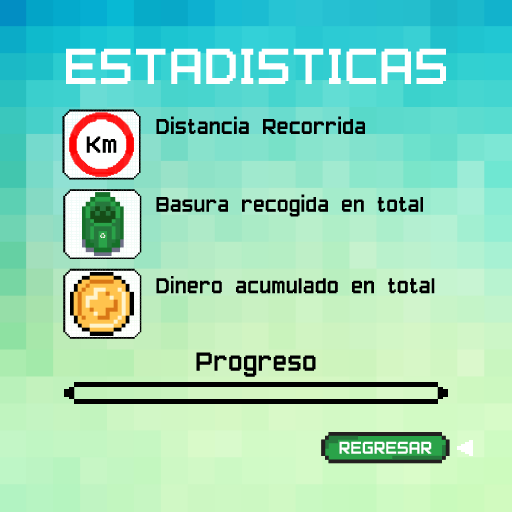 ESTADISTICAS
Km
Distancia Recorrida
Basura recogida en total
Dinero acumulado en total
Progreso
REGRESAR